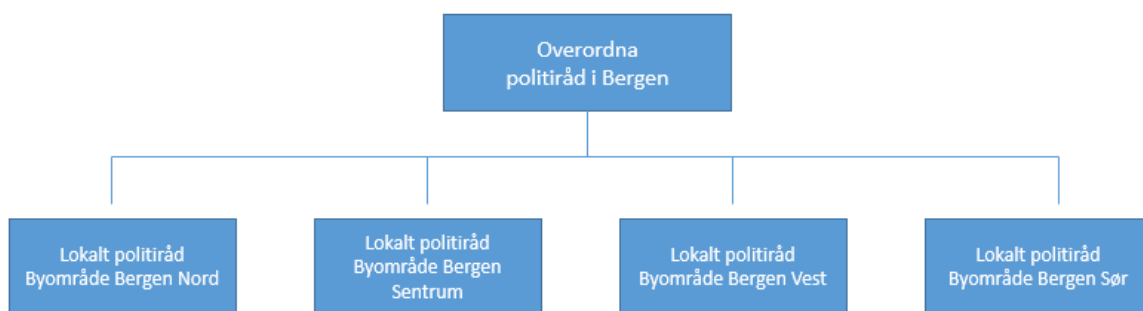 Overordna
politiråd i Bergen
Lokalt politiråd
Byområde Bergen Nord
Lokalt politiråd
Byområde Bergen
Sentrum
Lokalt politiråd
Byområde Bergen Vest
Lokalt politiråd
Byområde Bergen Sør